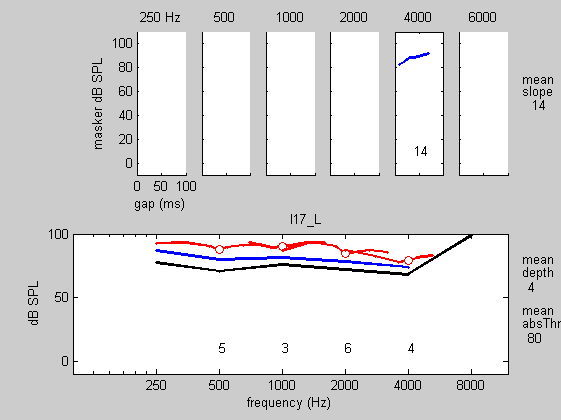 250 Hz 500 1000 2000 4000 6000
100
80
60
40
20
0
masker dB SPL
14
mean
slope
14
0 50 100
gap (ms)
l17_L
100
50
0
dB SPL
5 3 6 4
mean
depth
4
mean
absThr
80
250 500 1000 2000 4000 8000
frequency (Hz)